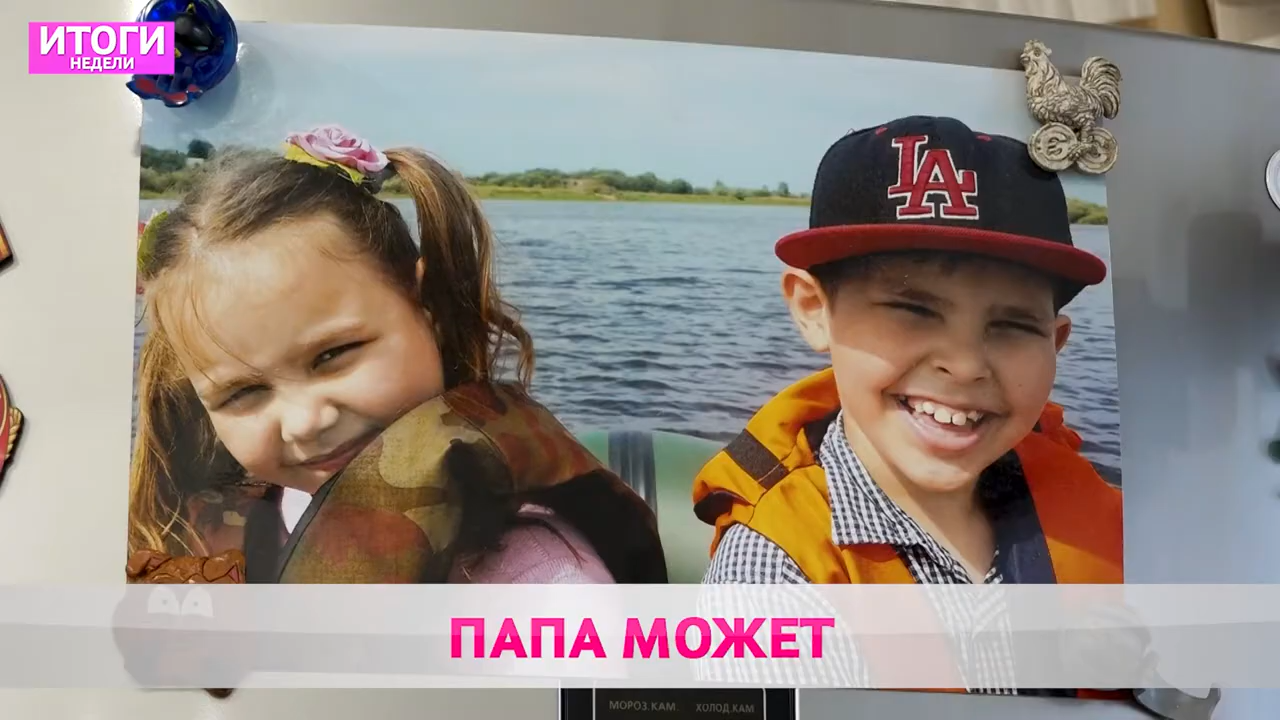 ИТОГИ
НЕДЕЛИ
LA
ПАПА МОЖЕТ
МОРОЗ.КАМ. ХОЛОД.КАМ